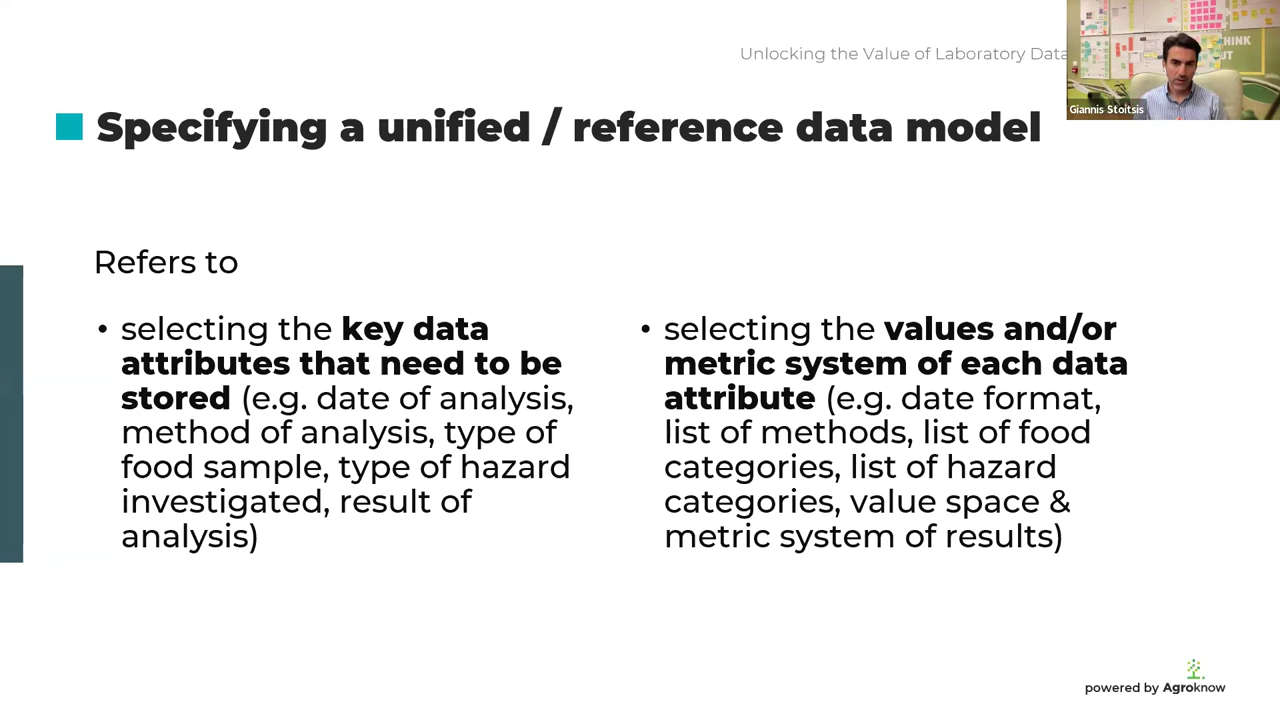 Unlocking the Value of Laboratory Data
THINK
OUT
Giannis Stoitsis
Specifying a unified / reference data model
Refers to
• selecting the key data
attributes that need to be
stored (e.g. date of analysis,
method of analysis, type of
food sample, type of hazard
investigated, result of
analysis)
• selecting the values and/or
metric system of each data
attribute (e.g. date format,
list of methods, list of food
categories, list of hazard
categories, value space &
metric system of results)
powered by Agroknow